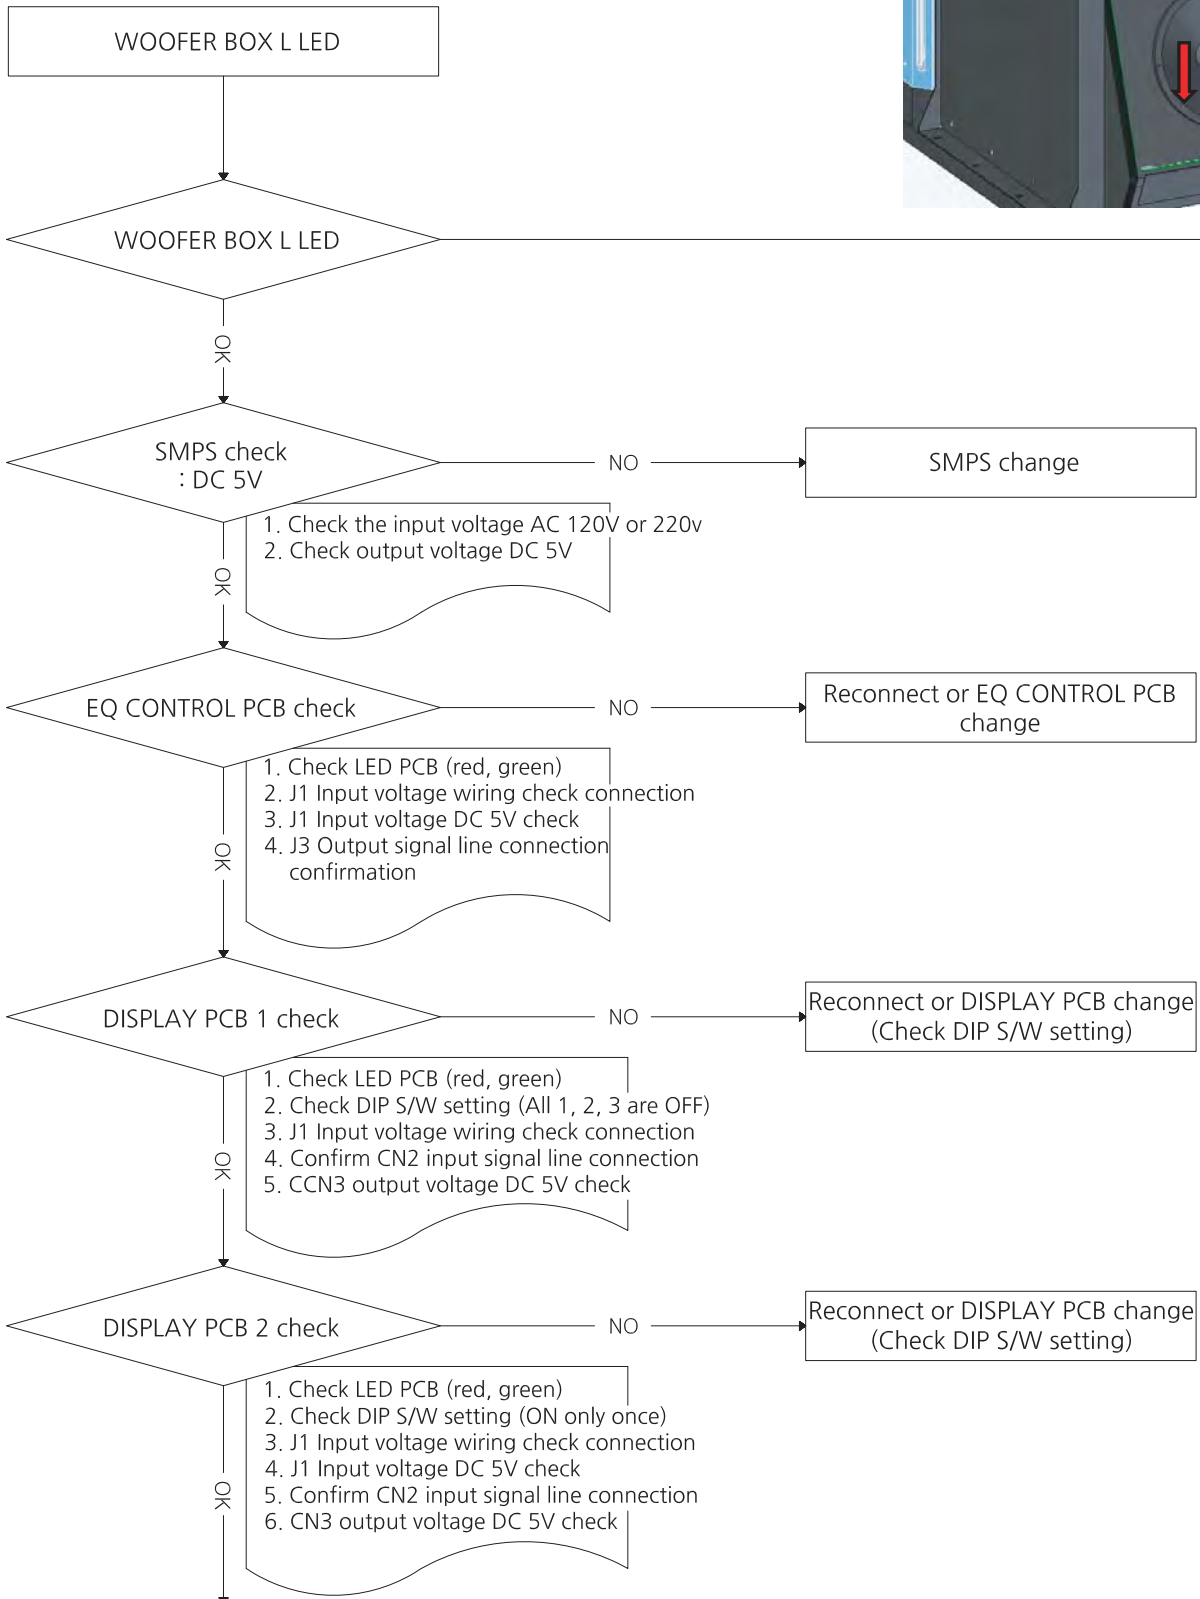 WOOFER BOX L LED
WOOFER BOX L LED
OK
SMPS check
: DC 5V
NO
SMPS change
1. Check the input voltage AC 120V or 220v
2. Check output voltage DC 5V
OK
EQ CONTROL PCB check
NO
Reconnect or EQ CONTROL PCB
change
1. Check LED PCB (red, green)
2. J1 Input voltage wiring check connection
3. J1 Input voltage DC 5V check
4. J3 Output signal line connection
confirmation
OK
DISPLAY PCB 1 check
NO
Reconnect or DISPLAY PCB change
(Check DIP S/W setting)
1. Check LED PCB (red, green)
2. Check DIP S/W setting (All 1, 2, 3 are OFF)
3. J1 Input voltage wiring check connection
4. Confirm CN2 input signal line connection
5. CCN3 output voltage DC 5V check
OK
DISPLAY PCB 2 check
NO
Reconnect or DISPLAY PCB change
(Check DIP S/W setting)
1. Check LED PCB (red, green)
2. Check DIP S/W setting (ON only once)
3. J1 Input voltage wiring check connection
4. J1 Input voltage DC 5V check
5. Confirm CN2 input signal line connection
6. CN3 output voltage DC 5V check
OK